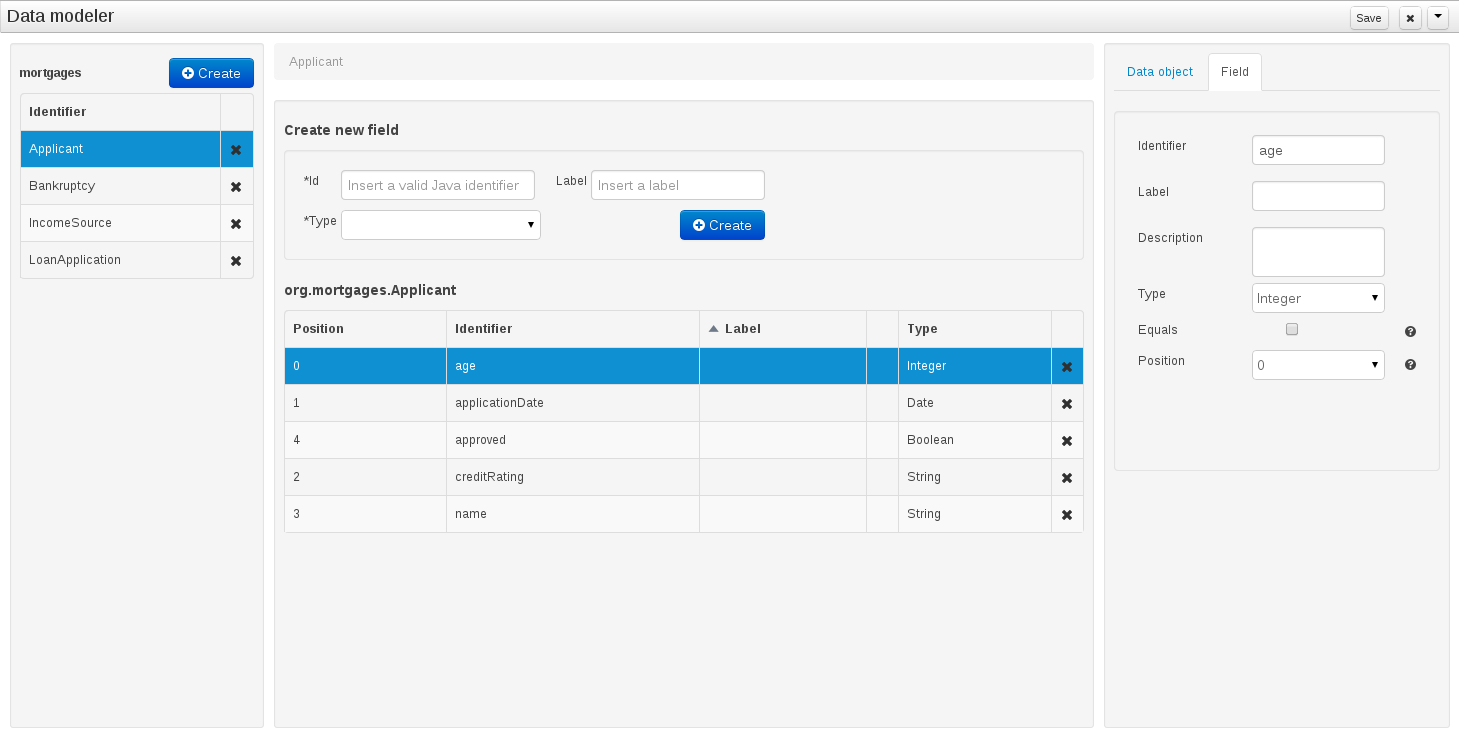 Data modeler
Save
mortgages
Create
Identifier
Applicant
Bankruptcy
IncomeSource
LoanApplication
Applicant
Create new field
*Id Insert a valid Java identifier Label Insert a label
*Type Create
org.mortgages.Applicant
Position Identifier Label Type
0 age Integer
1 applicationDate Date
4 approved Boolean
2 creditRating String
3 name String
Data object Field
Identifier age
Label
Description
Type Integer
Equals
Position 0